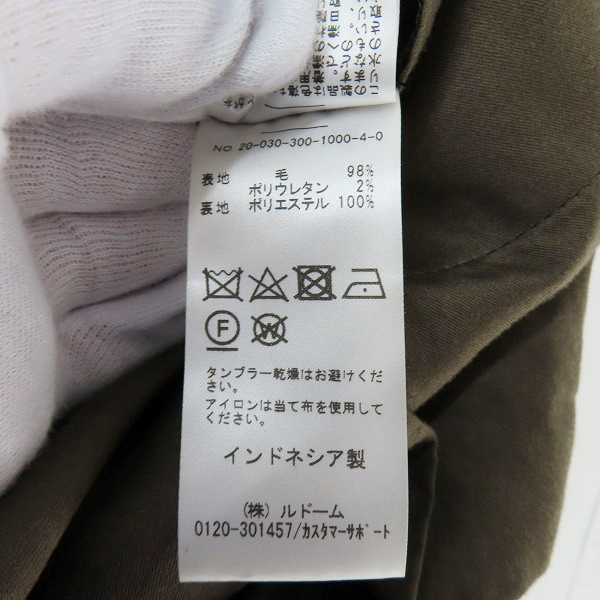 No. 20-030-300-1000-4-0
表地 毛 98%
ポリウレタン 2%
裏地 ポリエステル 100%
F
W
タンブラー乾燥はお避けくだ
さい。
アイロンは当て布を使用して
ください。
インドネシア製
(株) ルドーム
0120-301457/カスタマーサポート